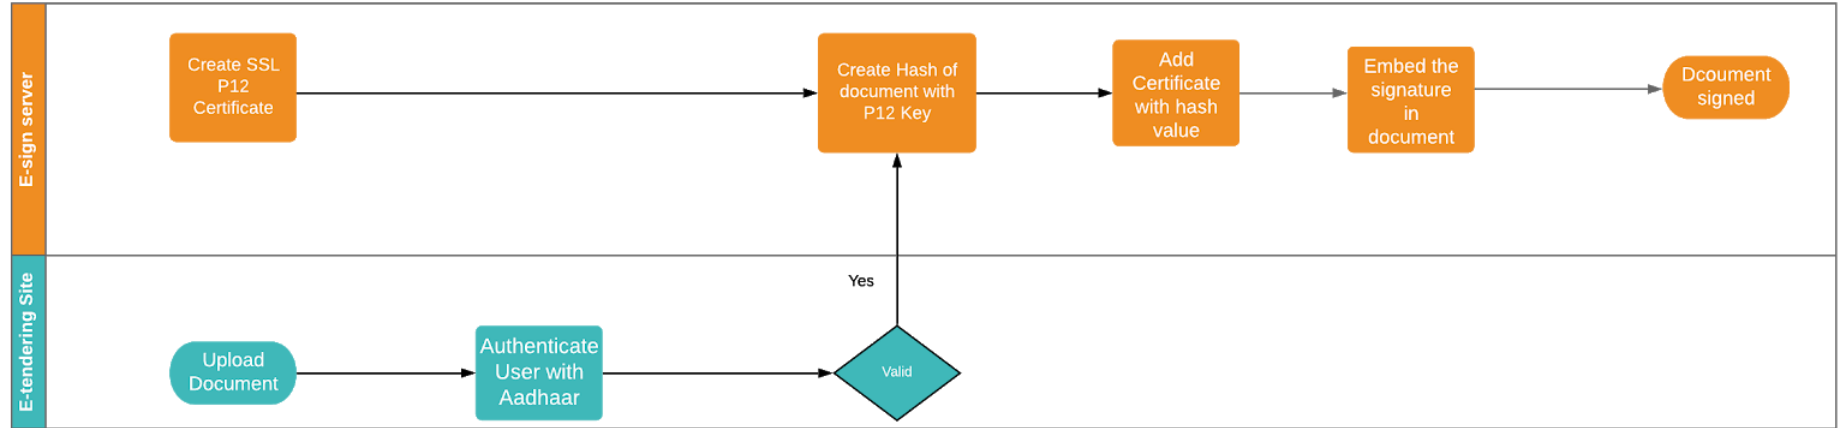 E-sign server
Create SSL
P12
Certificate
Create Hash of
document with
P12 Key
Add
Certificate
with hash
value
Embed the
signature
in
document
Dcoument
signed
E-tendering Site
Upload
Document
Authenticate
User with
Aadhaar
Valid
Yes